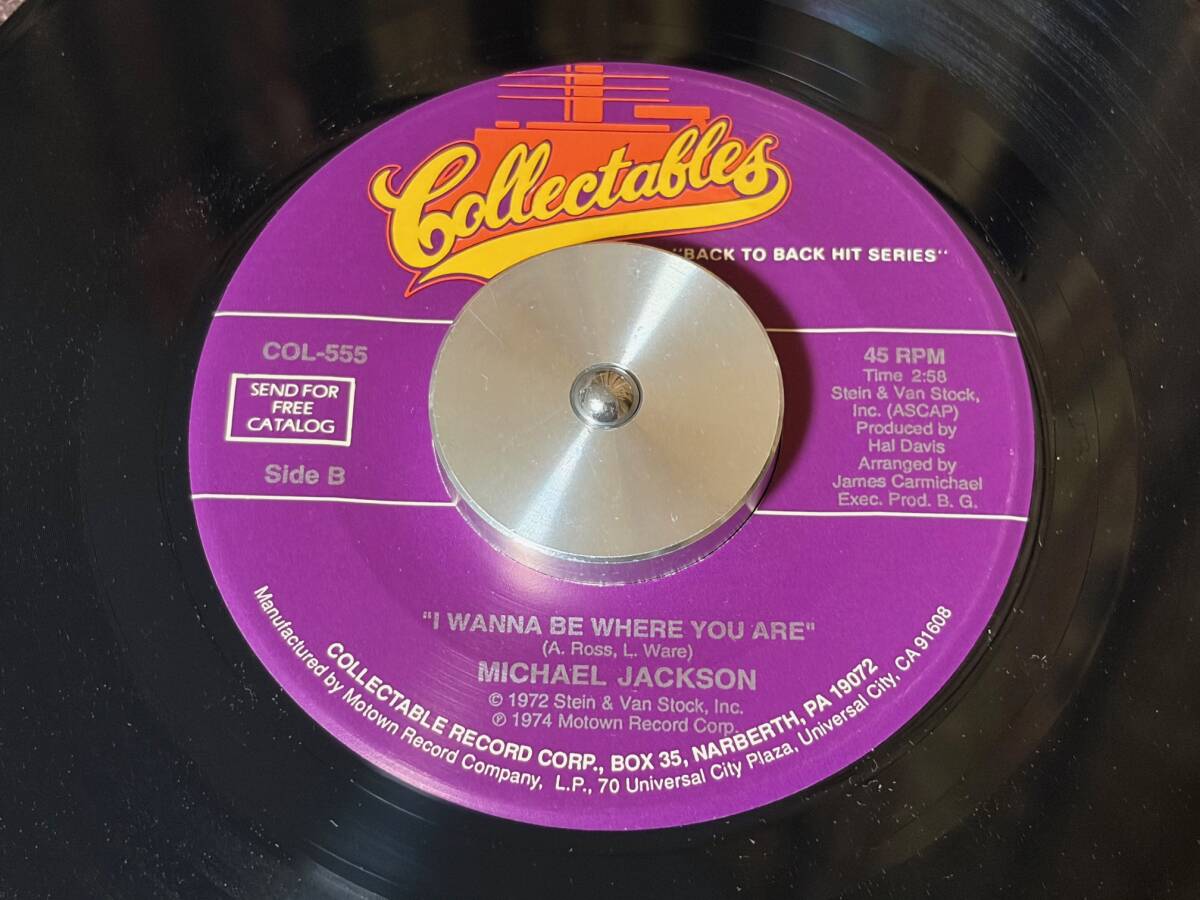 Collectables
"BACK TO BACK HIT SERIES"
COL-555
SEND FOR
FREE
CATALOG
Side B
45 RPM
Time 2:58
Stein & Van Stock,
Inc. (ASCAP)
Produced by
Hal Davis
Arranged by
James Carmichael
Exec. Prod. B. G.
"I WANNA BE WHERE YOU ARE"
(A. Ross, L. Ware)
MICHAEL JACKSON
© 1972 Stein & Van Stock, Inc.
℗ 1974 Motown Record Corp.
COLLECTABLE RECORD CORP., BOX 35, NARBERTH, PA 19072
Manufactured by Motown Record Company, L.P., 70 Universal City Plaza, Universal City, CA 91608